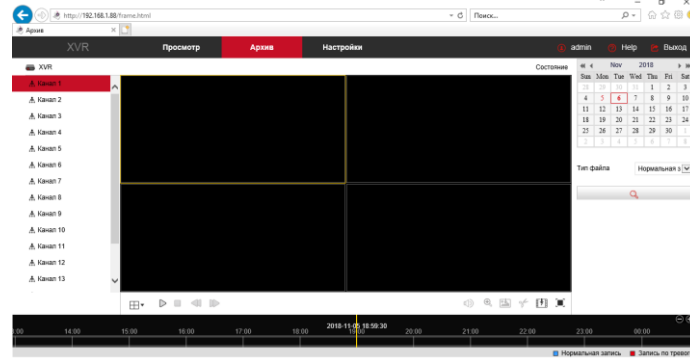 http://192.168.1.88/frame.html
Поиск...
Архив
XVR Просмотр Архив Настройки admin Help Выход
XVR
Состояние
Канал 1
Канал 2
Канал 3
Канал 4
Канал 5
Канал 6
Канал 7
Канал 8
Канал 9
Канал 10
Канал 11
Канал 12
Канал 13
Nov 2018
Sun Mon Tue Wed Thu Fri Sat
28 29 30 31 1 2 3
4 5 6 7 8 9 10
11 12 13 14 15 16 17
18 19 20 21 22 23 24
25 26 27 28 29 30 1
2 3 4 5 6 7 8
Тип файла Нормальная з
2018-11-05 18:59:30
:00 14:00 15:00 16:00 17:00 18:00 19:00 20:00 21:00 22:00 23:00 00:00
Нормальная запись Запись по тревог